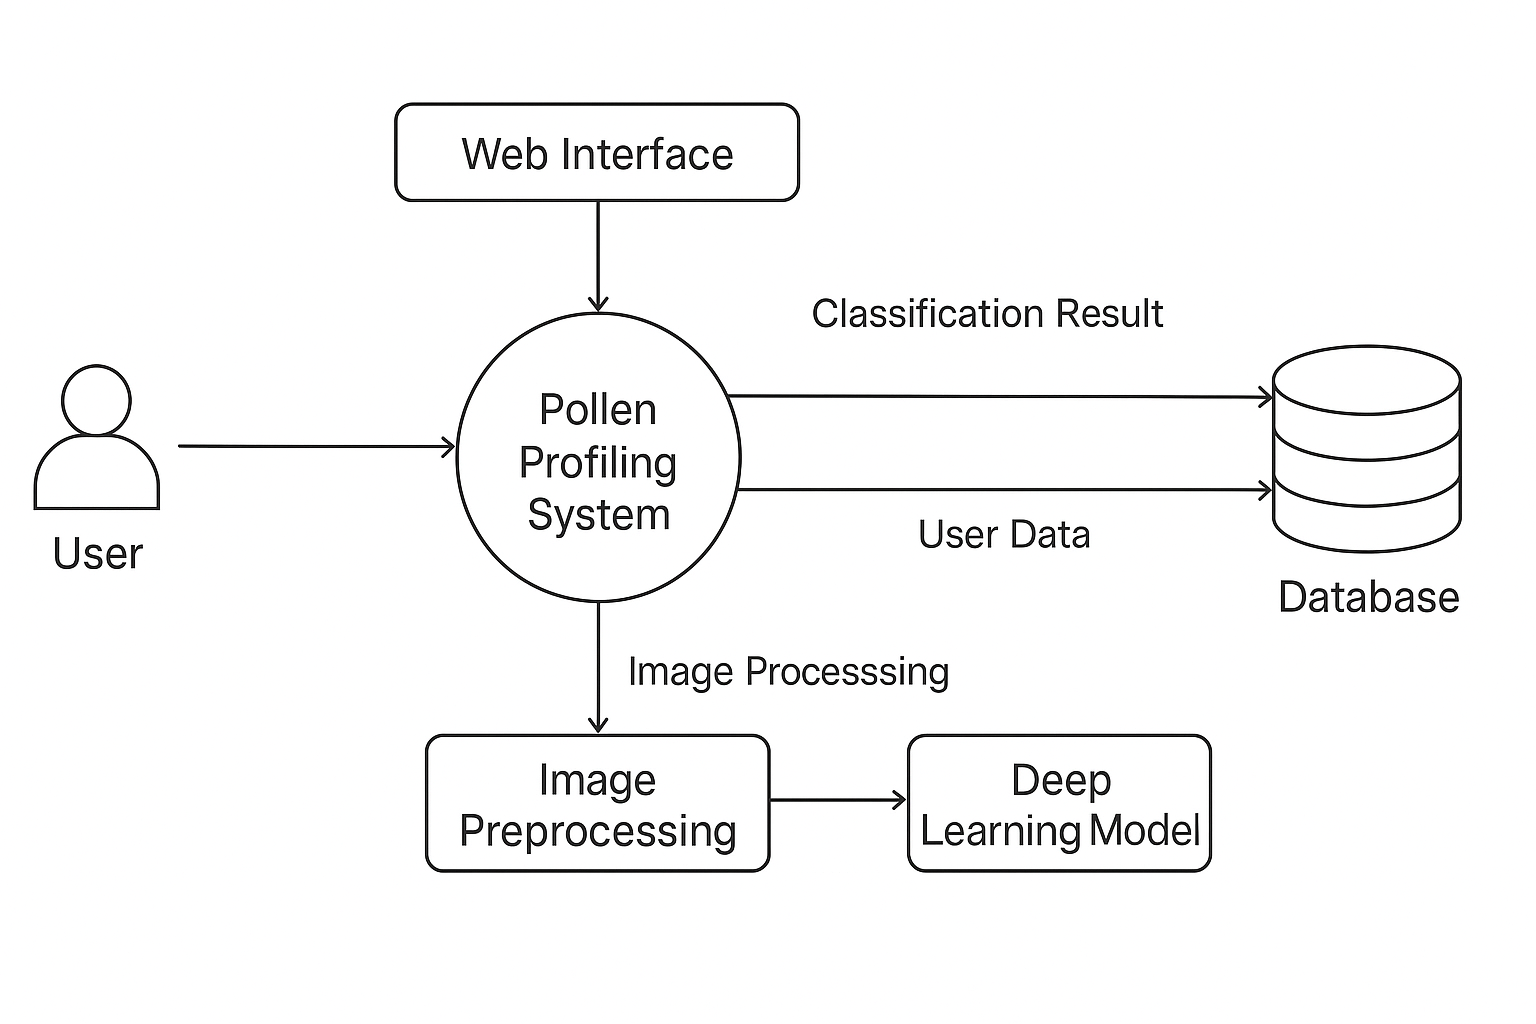 Web Interface
Classification Result
Pollen
Profiling
System
User
User Data
Database
Image Processsing
Image
Preprocessing
Deep
Learning Model